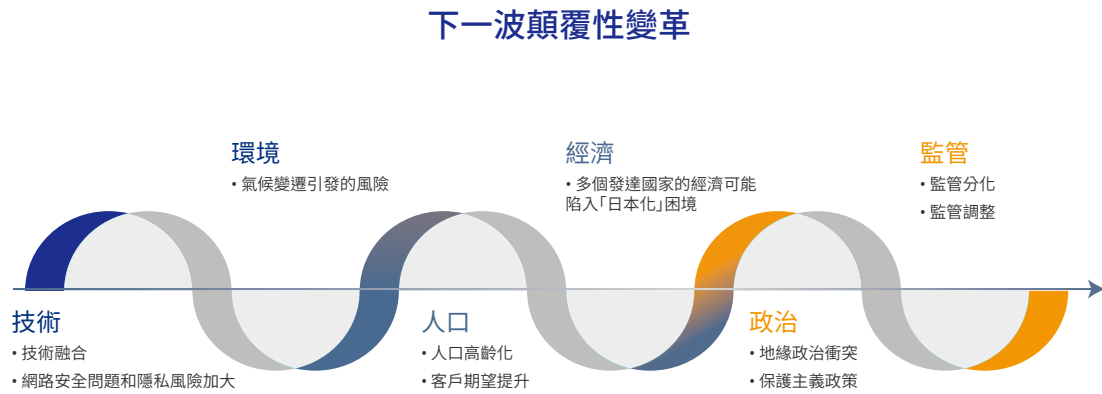 下一波顛覆性變革
環境
• 氣候變遷引發的風險
經濟
• 多個發達國家的經濟可能
陷入「日本化」困境
監管
• 監管分化
• 監管調整
技術
• 技術融合
• 網路安全問題和隱私風險加大
人口
• 人口高齡化
• 客戶期望提升
政治
• 地緣政治衝突
• 保護主義政策